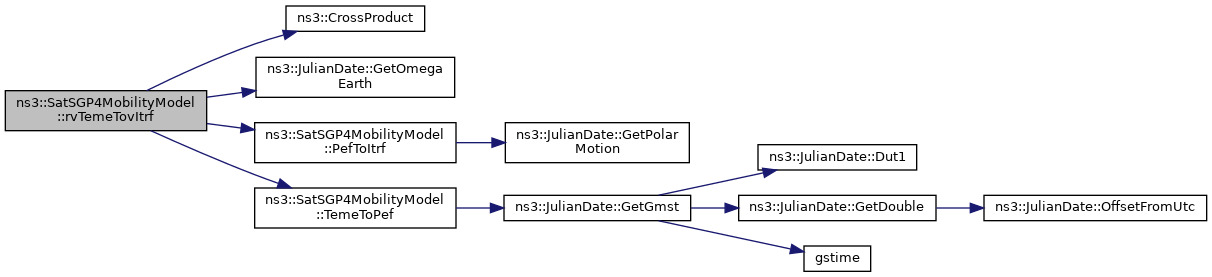 ns3::SatSGP4MobilityModel
::rvTemeTovItrf
ns3::CrossProduct
ns3::JulianDate::GetOmega
Earth
ns3::SatSGP4MobilityModel
::PefToItrf
ns3::JulianDate::GetPolar
Motion
ns3::SatSGP4MobilityModel
::TemeToPef
ns3::JulianDate::GetGmst
ns3::JulianDate::Dut1
ns3::JulianDate::GetDouble
ns3::JulianDate::OffsetFromUtc
gstime